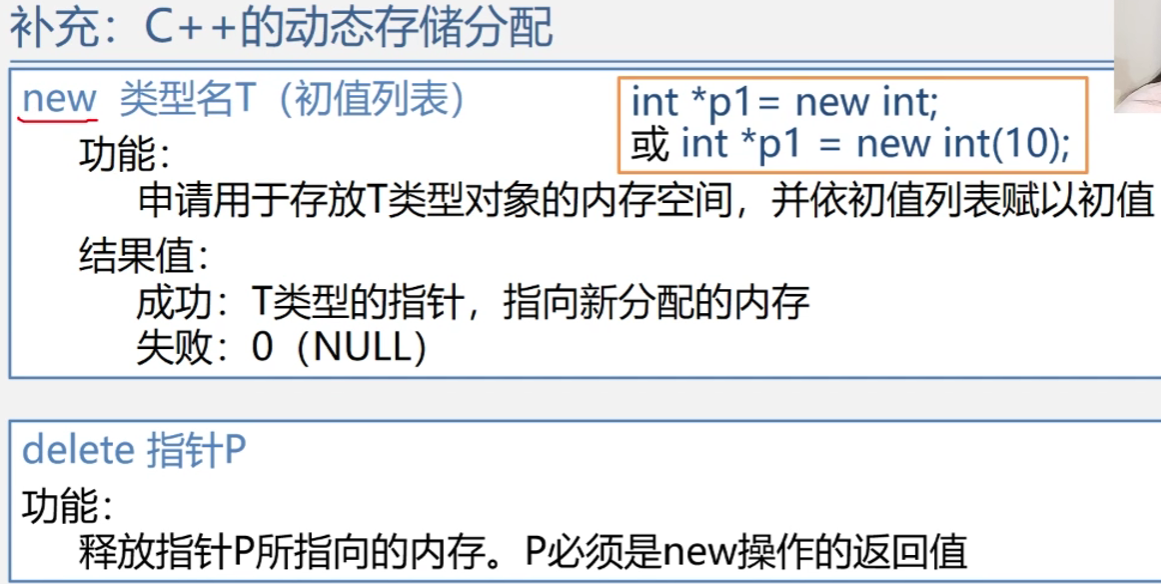 补充：C++的动态存储分配
new 类型名T（初值列表）
int *p1= new int;
或 int *p1 = new int(10);
功能：
申请用于存放T类型对象的内存空间，并依初值列表赋以初值
结果值：
成功：T类型的指针，指向新分配的内存
失败：0（NULL）
delete 指针P
功能：
释放指针P所指向的内存。P必须是new操作的返回值